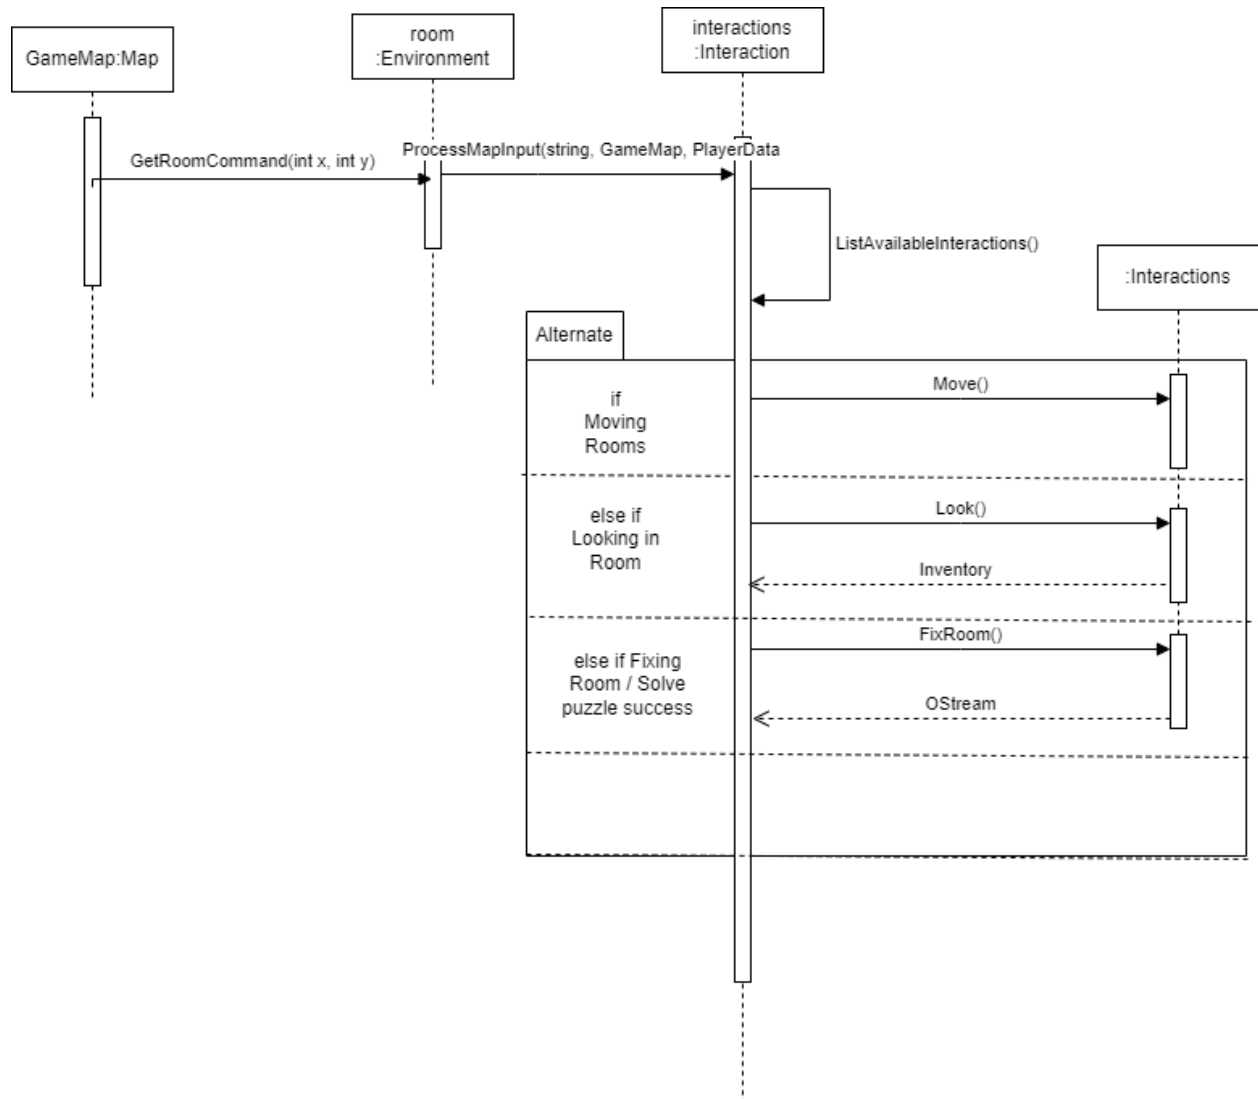 GameMap:Map
room
:Environment
interactions
:Interaction
GetRoomCommand(int x, int y)
ProcessMapInput(string, GameMap, PlayerData
ListAvailableInteractions()
:Interactions
Alternate
if
Moving
Rooms
Move()
else if
Looking in
Room
Look()
Inventory
else if Fixing
Room / Solve
puzzle success
FixRoom()
OStream